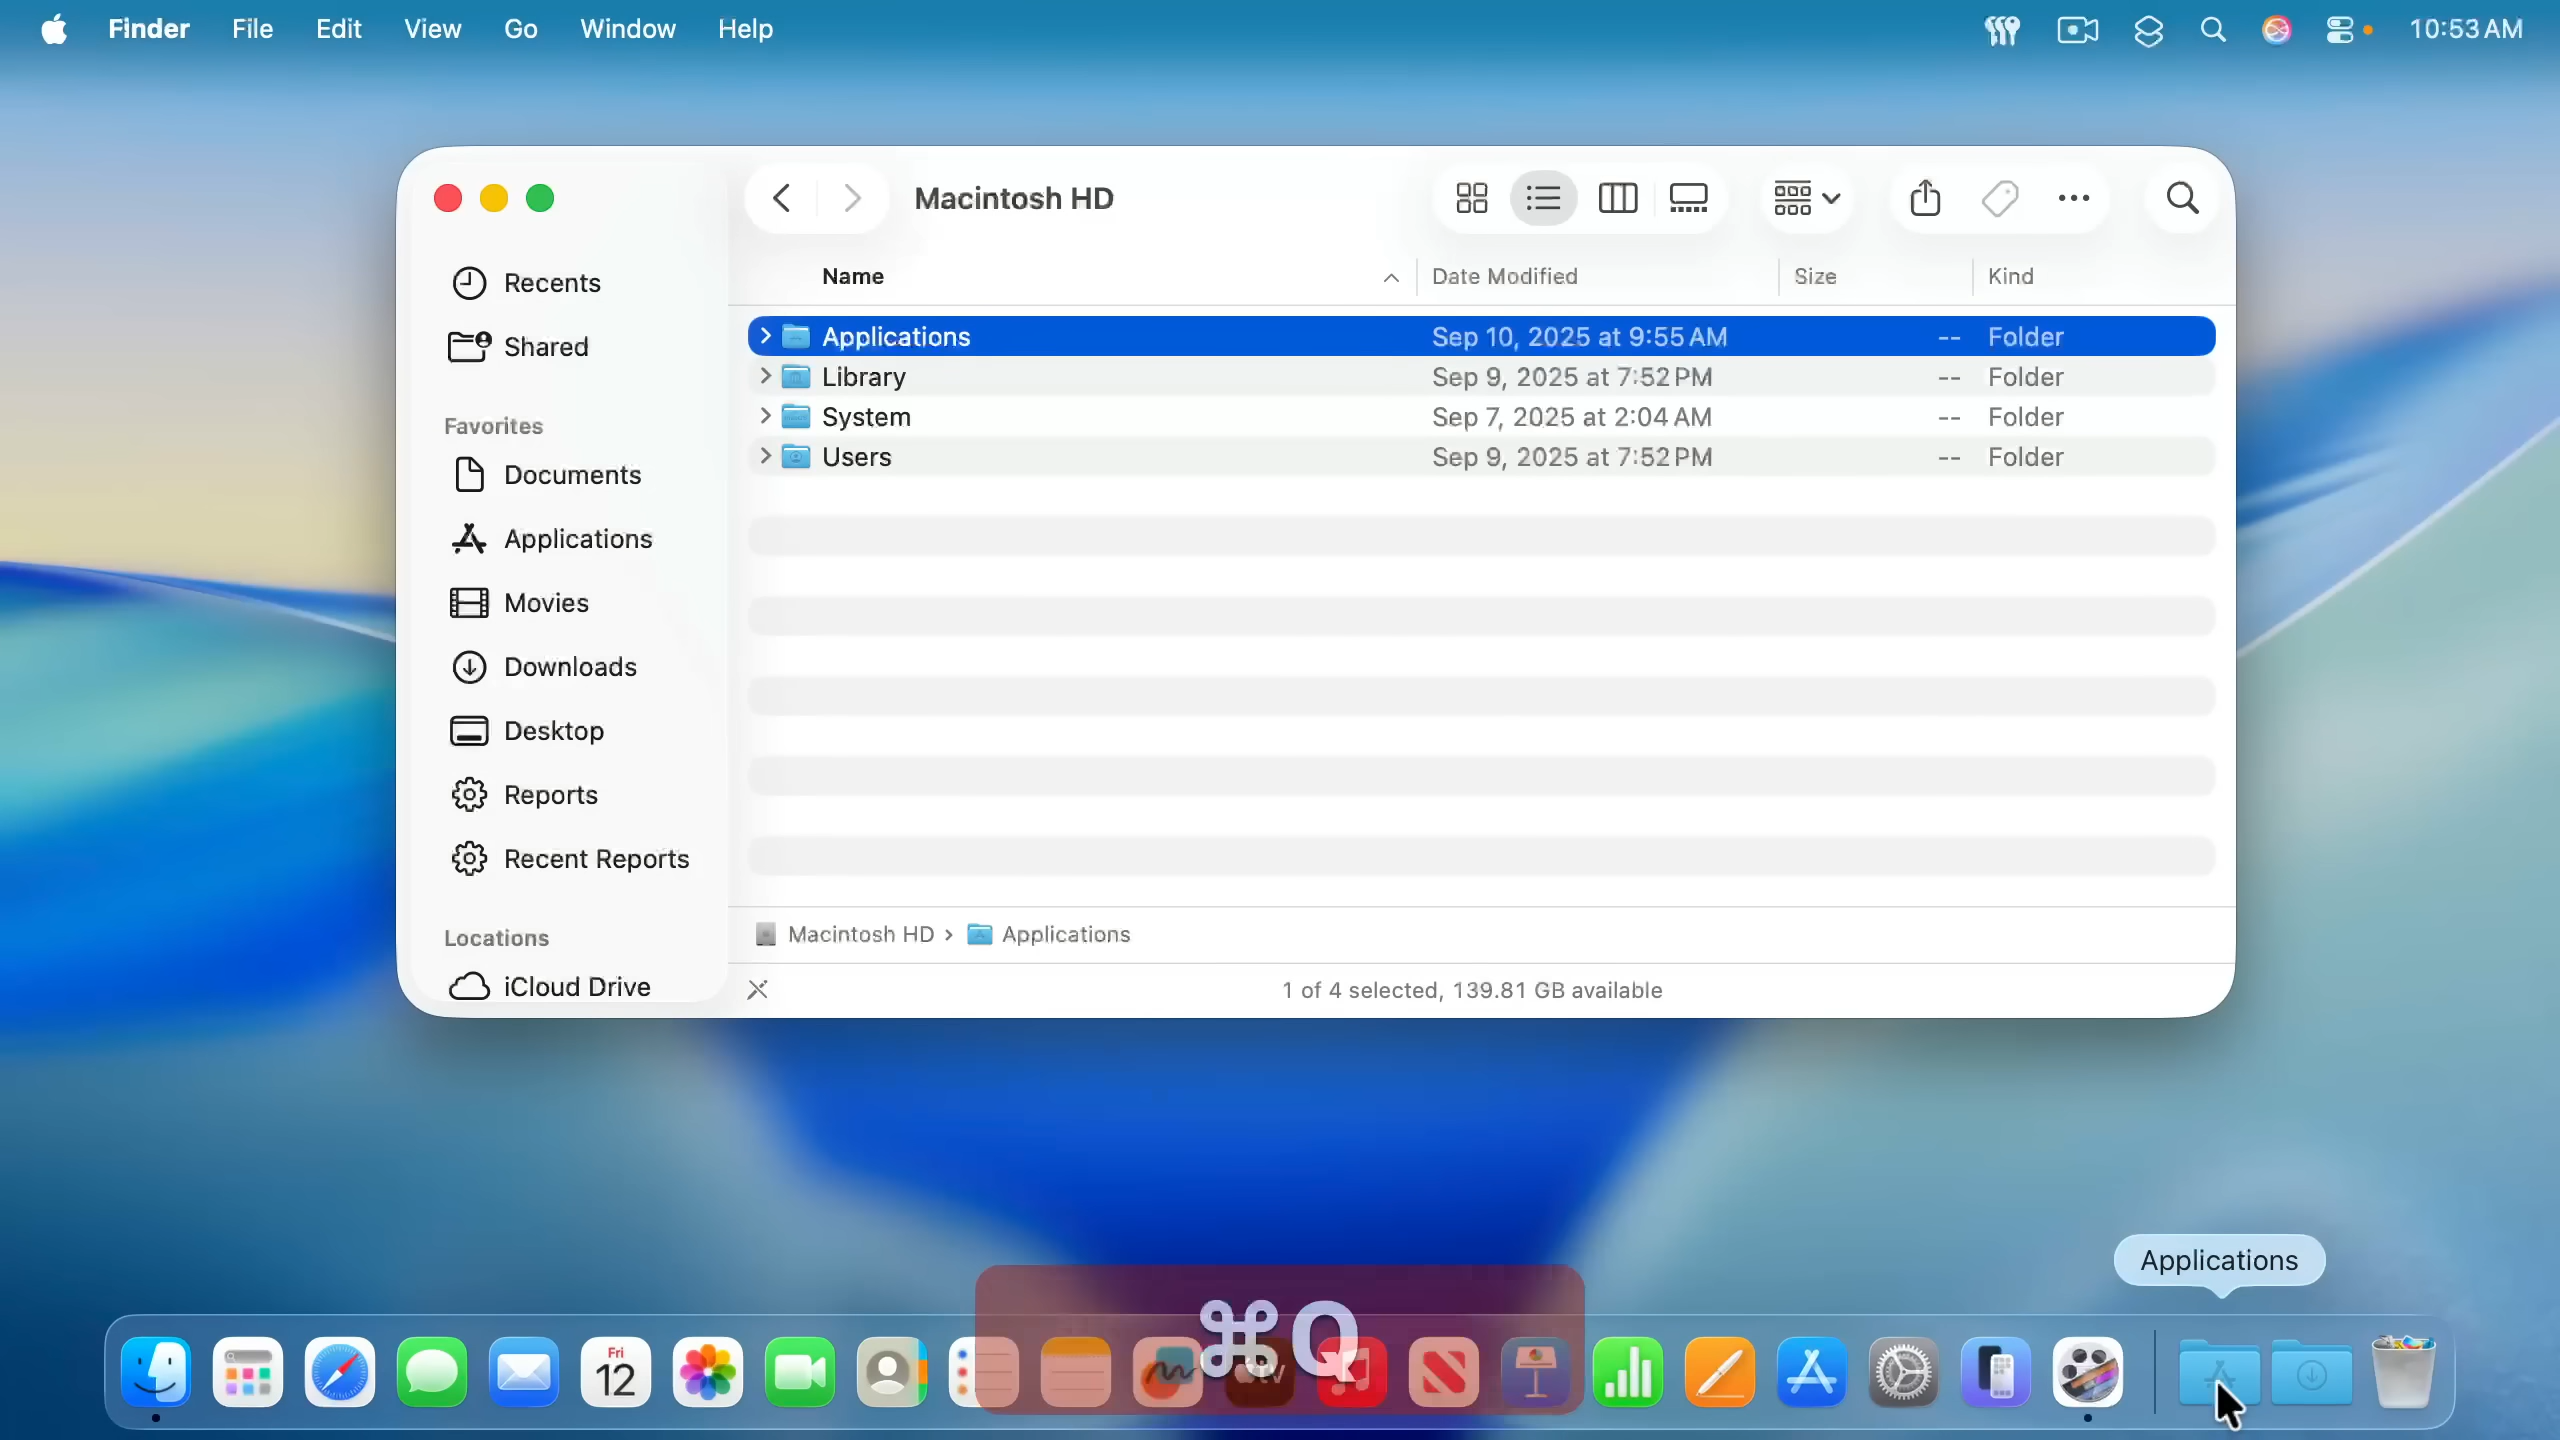 Finder File Edit View Go Window Help 10:53 AM
Macintosh HD
Recents
Shared
Favorites
Documents
Applications
Movies
Downloads
Desktop
Reports
Recent Reports
Locations
iCloud Drive
Name Date Modified Size Kind
Applications Sep 10, 2025 at 9:55 AM -- Folder
Library Sep 9, 2025 at 7:52 PM -- Folder
System Sep 7, 2025 at 2:04 AM -- Folder
Users Sep 9, 2025 at 7:52 PM -- Folder
Macintosh HD › Applications
1 of 4 selected, 139.81 GB available
Applications
⌘Q
Fri
12
tv